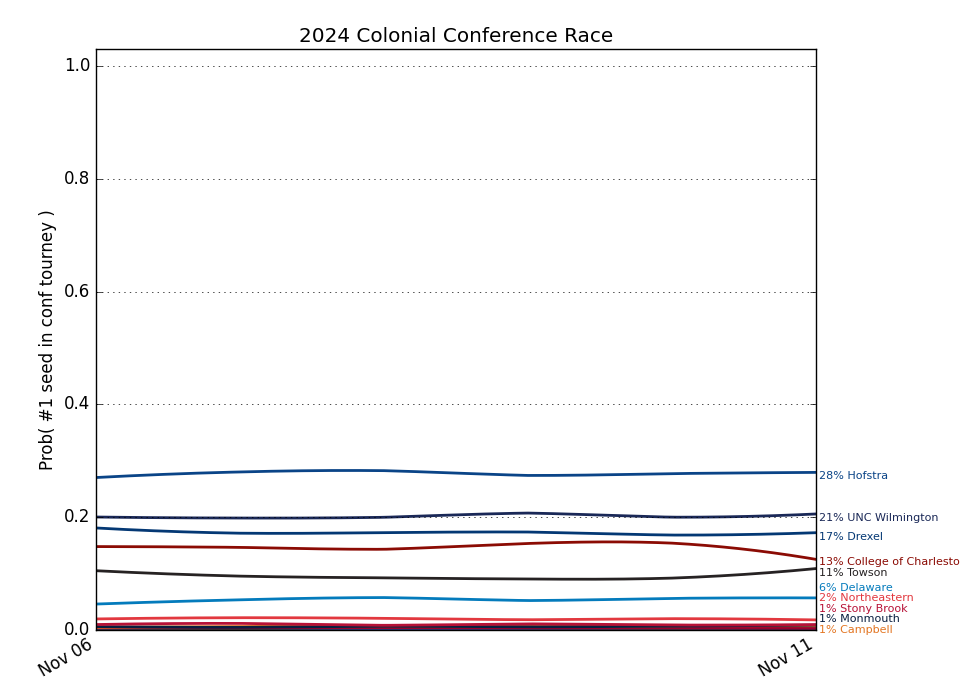 2024 Colonial Conference Race
Prob( #1 seed in conf tourney )
1.0
0.8
0.6
0.4
0.2
0.0
Nov 06
Nov 11
28% Hofstra
21% UNC Wilmington
17% Drexel
13% College of Charlesto
11% Towson
6% Delaware
2% Northeastern
1% Stony Brook
1% Monmouth
1% Campbell